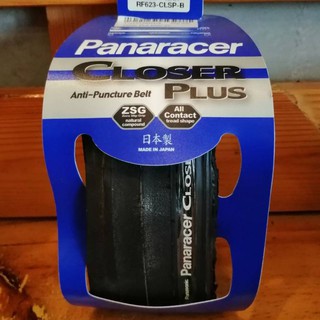 RF623-CLSP-B
Panaracer
CLOSER
PLUS
Anti-Puncture Belt
ZSG
natural
compound
All
Contact
tread shape
日本製
MADE IN JAPAN
Panaracer CLOSER